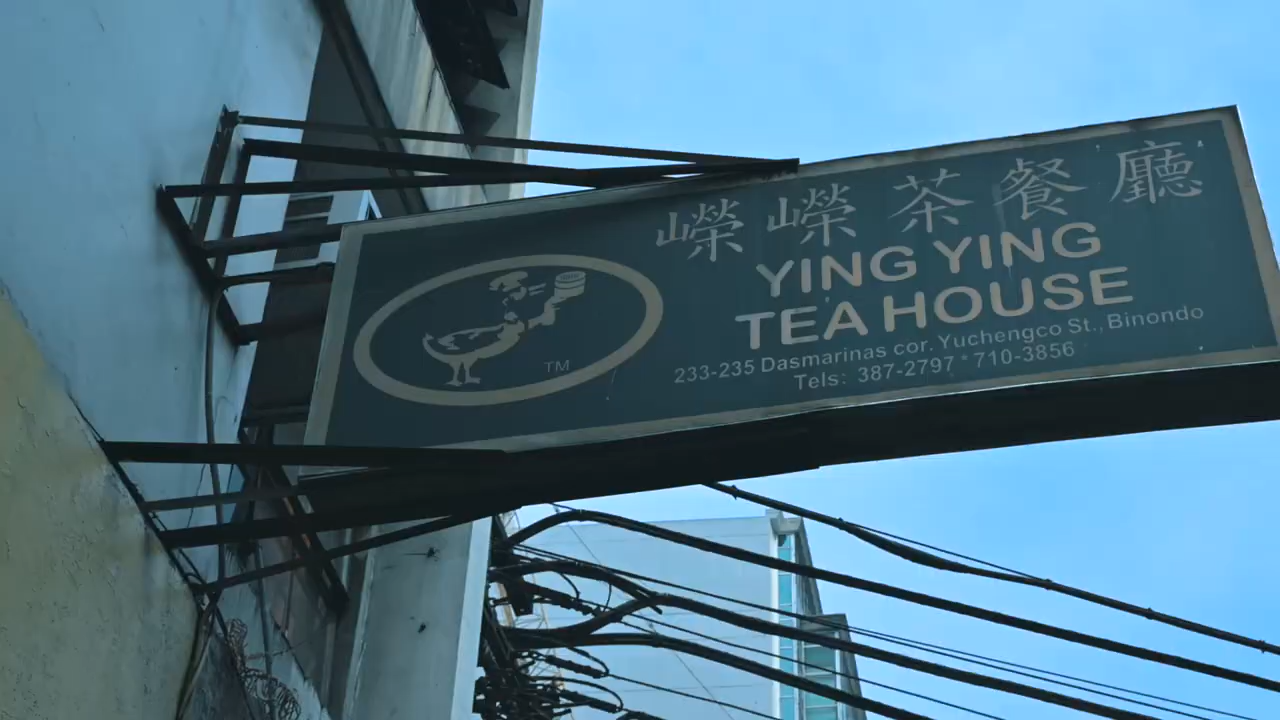 嶸嶸茶餐廳
YING YING
TEA HOUSE
233-235 Dasmarinas cor. Yuchengco St., Binondo
Tels: 387-2797 * 710-3856
TM